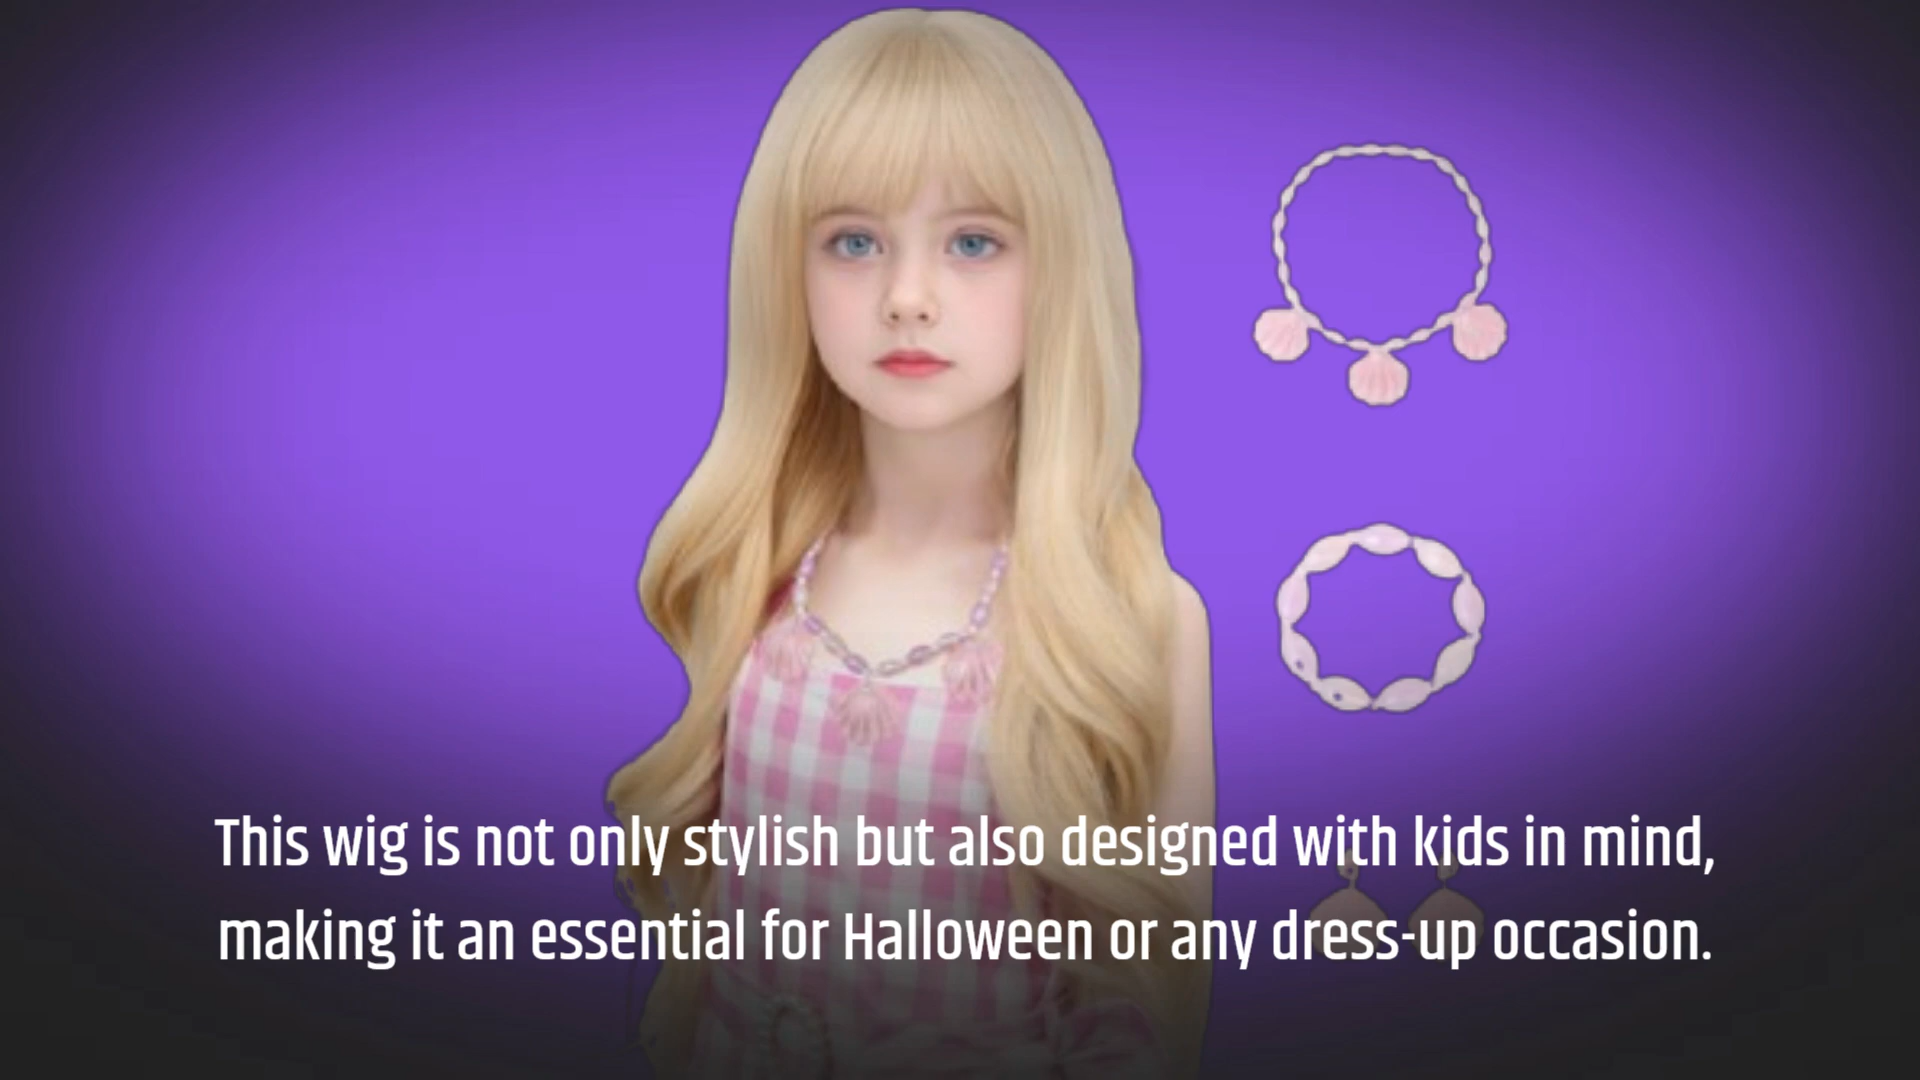 This wig is not only stylish but also designed with kids in mind,
making it an essential for Halloween or any dress-up occasion.